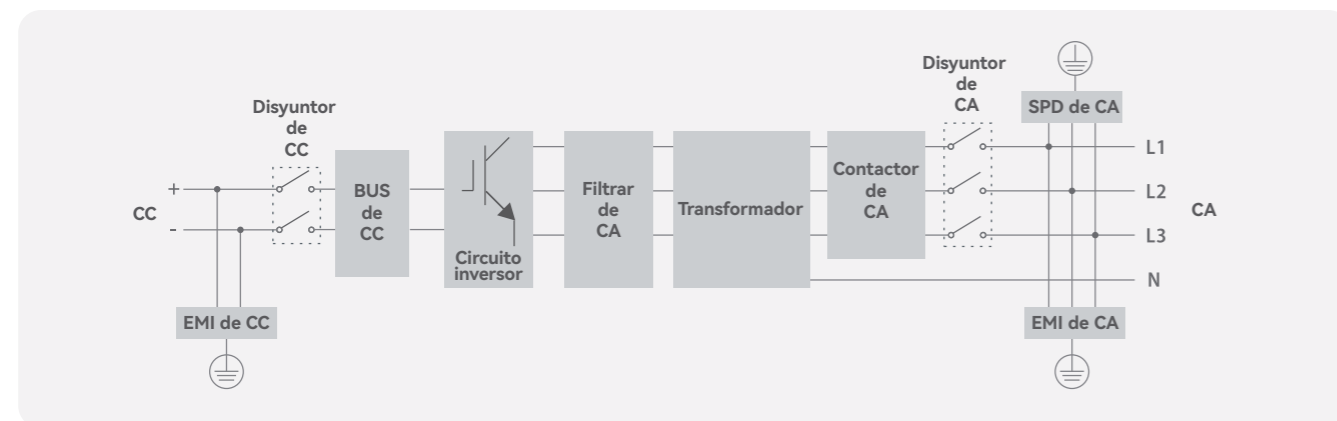 Disyuntor
de
CC
+
CC
-
BUS
de
CC
EMI de CC
Circuito
inversor
Filtrar
de
CA
Transformador
Contactor
de
CA
Disyuntor
de
CA
SPD de CA
L1
L2
L3
CA
N
EMI de CA